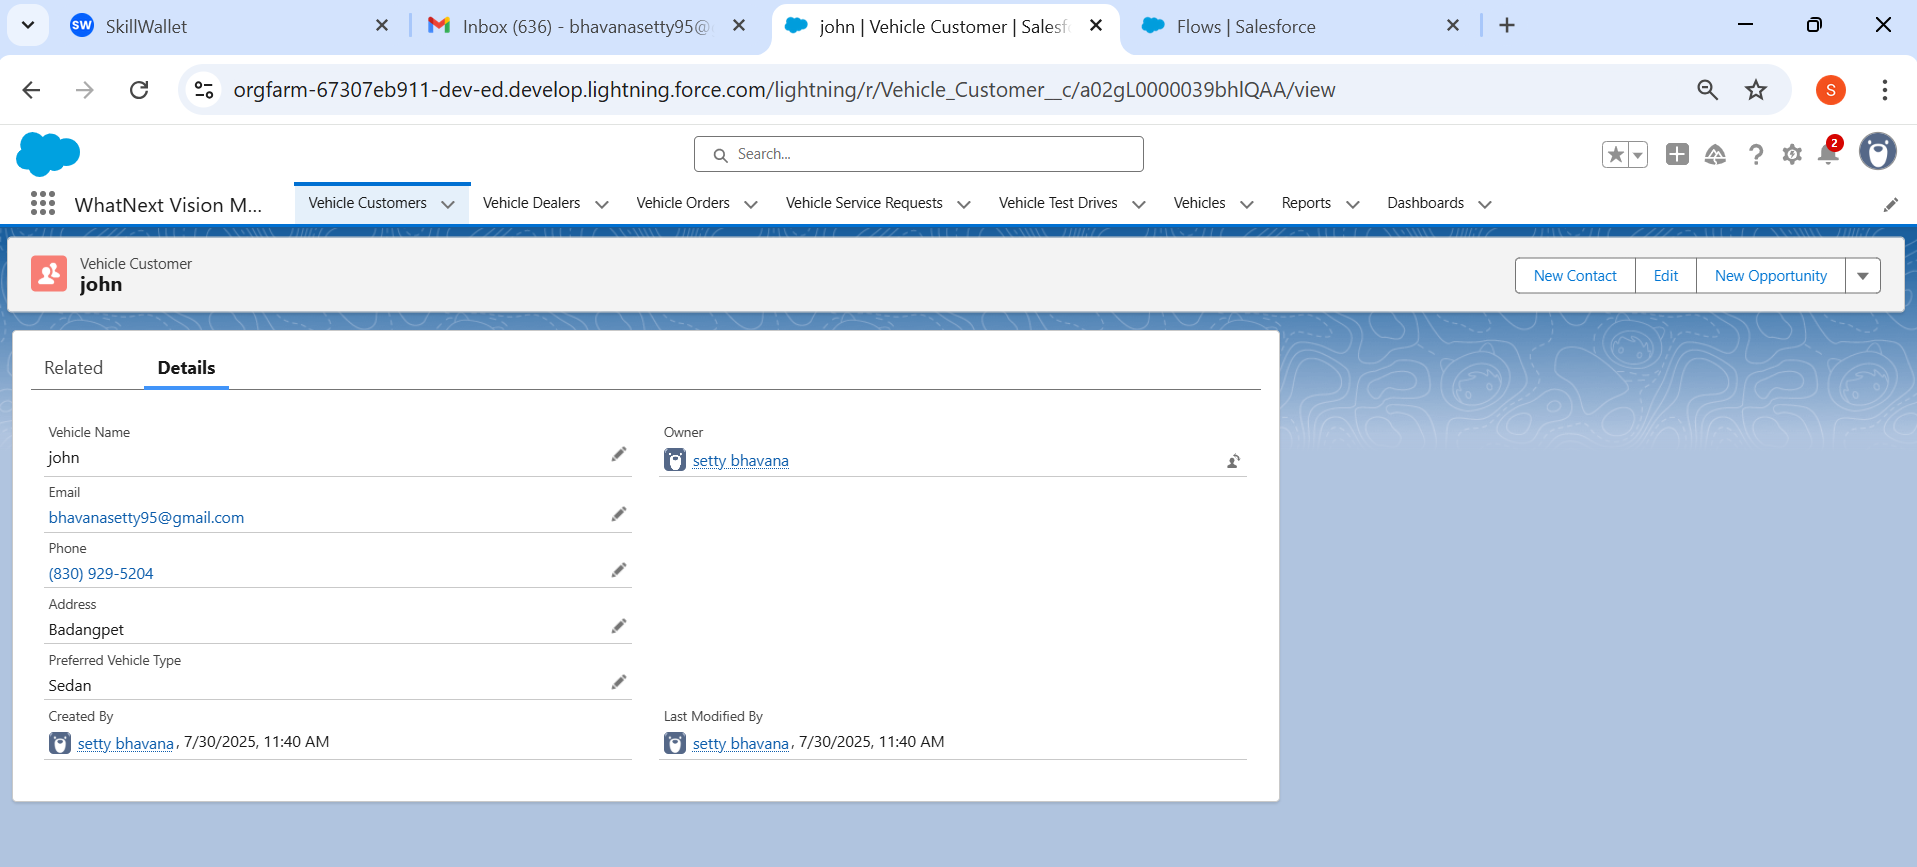 SW SkillWallet
Inbox (636) - bhavanasetty95@
john | Vehicle Customer | Salesf
Flows | Salesforce
orgfarm-67307eb911-dev-ed.develop.lightning.force.com/lightning/r/Vehicle_Customer__c/a02gL0000039bhlQAA/view
S
Search...
2
WhatNext Vision M...
Vehicle Customers
Vehicle Dealers
Vehicle Orders
Vehicle Service Requests
Vehicle Test Drives
Vehicles
Reports
Dashboards
Vehicle Customer
john
New Contact
Edit
New Opportunity
Related
Details
Vehicle Name
john
Owner
setty bhavana
Email
bhavanasetty95@gmail.com
Phone
(830) 929-5204
Address
Badangpet
Preferred Vehicle Type
Sedan
Created By
setty bhavana, 7/30/2025, 11:40 AM
Last Modified By
setty bhavana, 7/30/2025, 11:40 AM